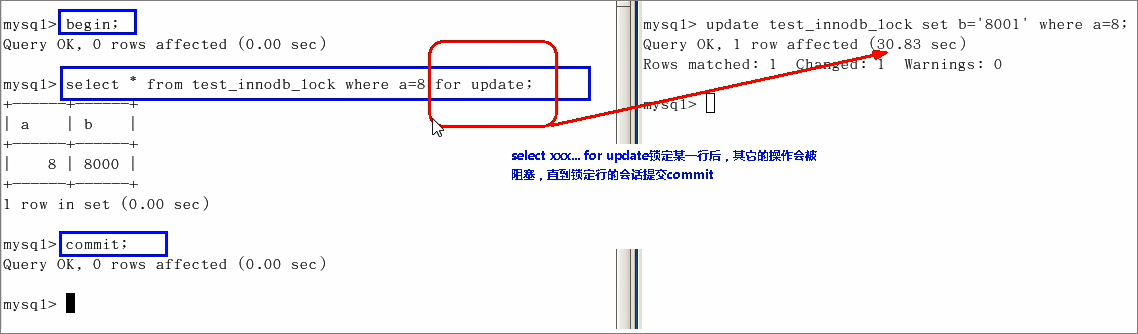 mysql> begin;
Query OK, 0 rows affected (0.00 sec)
mysql> select * from test_innodb_lock where a=8 for update;
+------+------+
| a    | b    |
+------+------+
|    8 | 8000 |
+------+------+
1 row in set (0.00 sec)
mysql> commit;
Query OK, 0 rows affected (0.00 sec)
mysql>
mysql> update test_innodb_lock set b='8001' where a=8;
Query OK, 1 row affected (30.83 sec)
Rows matched: 1  Changed: 1  Warnings: 0
mysql>
select xxx... for update锁定某一行后，其它的操作会被
阻塞，直到锁定行的会话提交commit